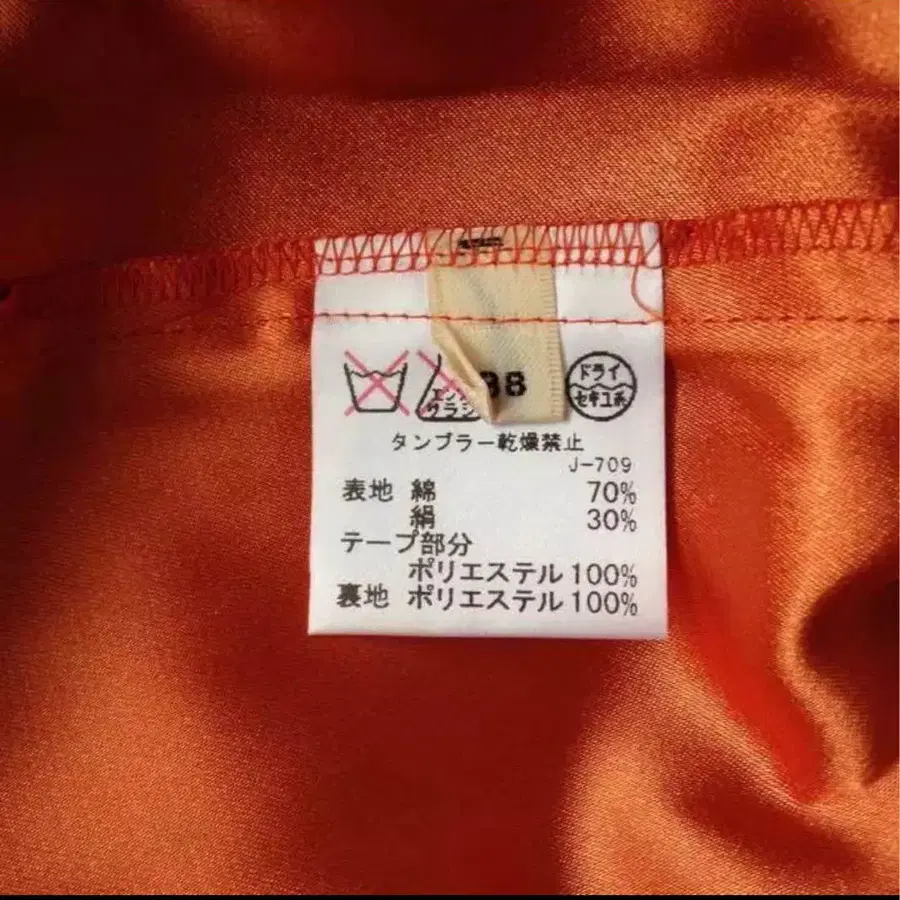 38
ドライ
セキユ系
タンブラー乾燥禁止
J-709
表地 綿 70%
絹 30%
テープ部分
ポリエステル 100%
裏地 ポリエステル 100%